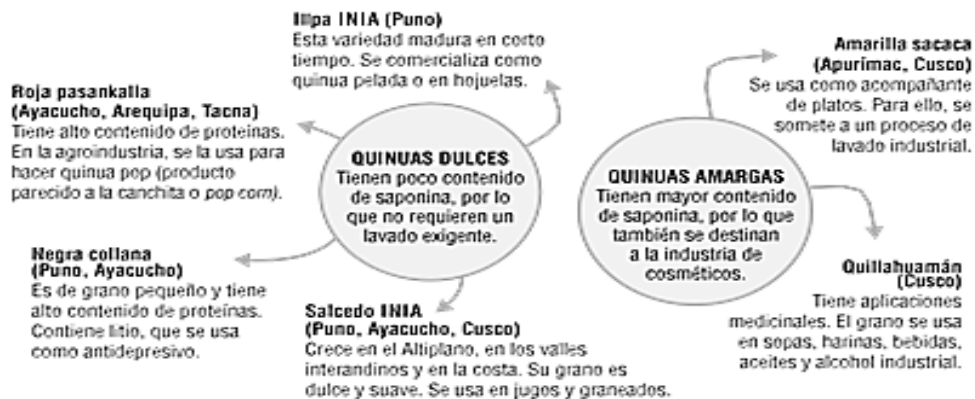 Illpa INIA (Puno)
Esta variedad madura en corto
tiempo. Se comercializa como
quinua pelada o en hojuelas.
Roja pasankalla
(Ayacucho, Arequipa, Tacna)
Tiene alto contenido de proteínas.
En la agroindustria, se la usa para
hacer quinua pop (producto
parecido a la canchita o pop corn).
QUINUAS DULCES
Tienen poco contenido
de saponina, por lo
que no requieren un
lavado exigente.
Negra collana
(Puno, Ayacucho)
Es de grano pequeño y tiene
alto contenido de proteínas.
Contiene litio, que se usa
como antidepresivo.
Salcedo INIA
(Puno, Ayacucho, Cusco)
Crece en el Altiplano, en los valles
interandinos y en la costa. Su grano es
dulce y suave. Se usa en jugos y graneados.
Amarilla sacaca
(Apurímac, Cusco)
Se usa como acompañante
de platos. Para ello, se
somete a un proceso de
lavado industrial.
QUINUAS AMARGAS
Tienen mayor contenido
de saponina, por lo que
también se destinan
a la industria de
cosméticos.
Quillahuamán
(Cusco)
Tiene aplicaciones
medicinales. El grano se usa
en sopas, harinas, bebidas,
aceites y alcohol industrial.